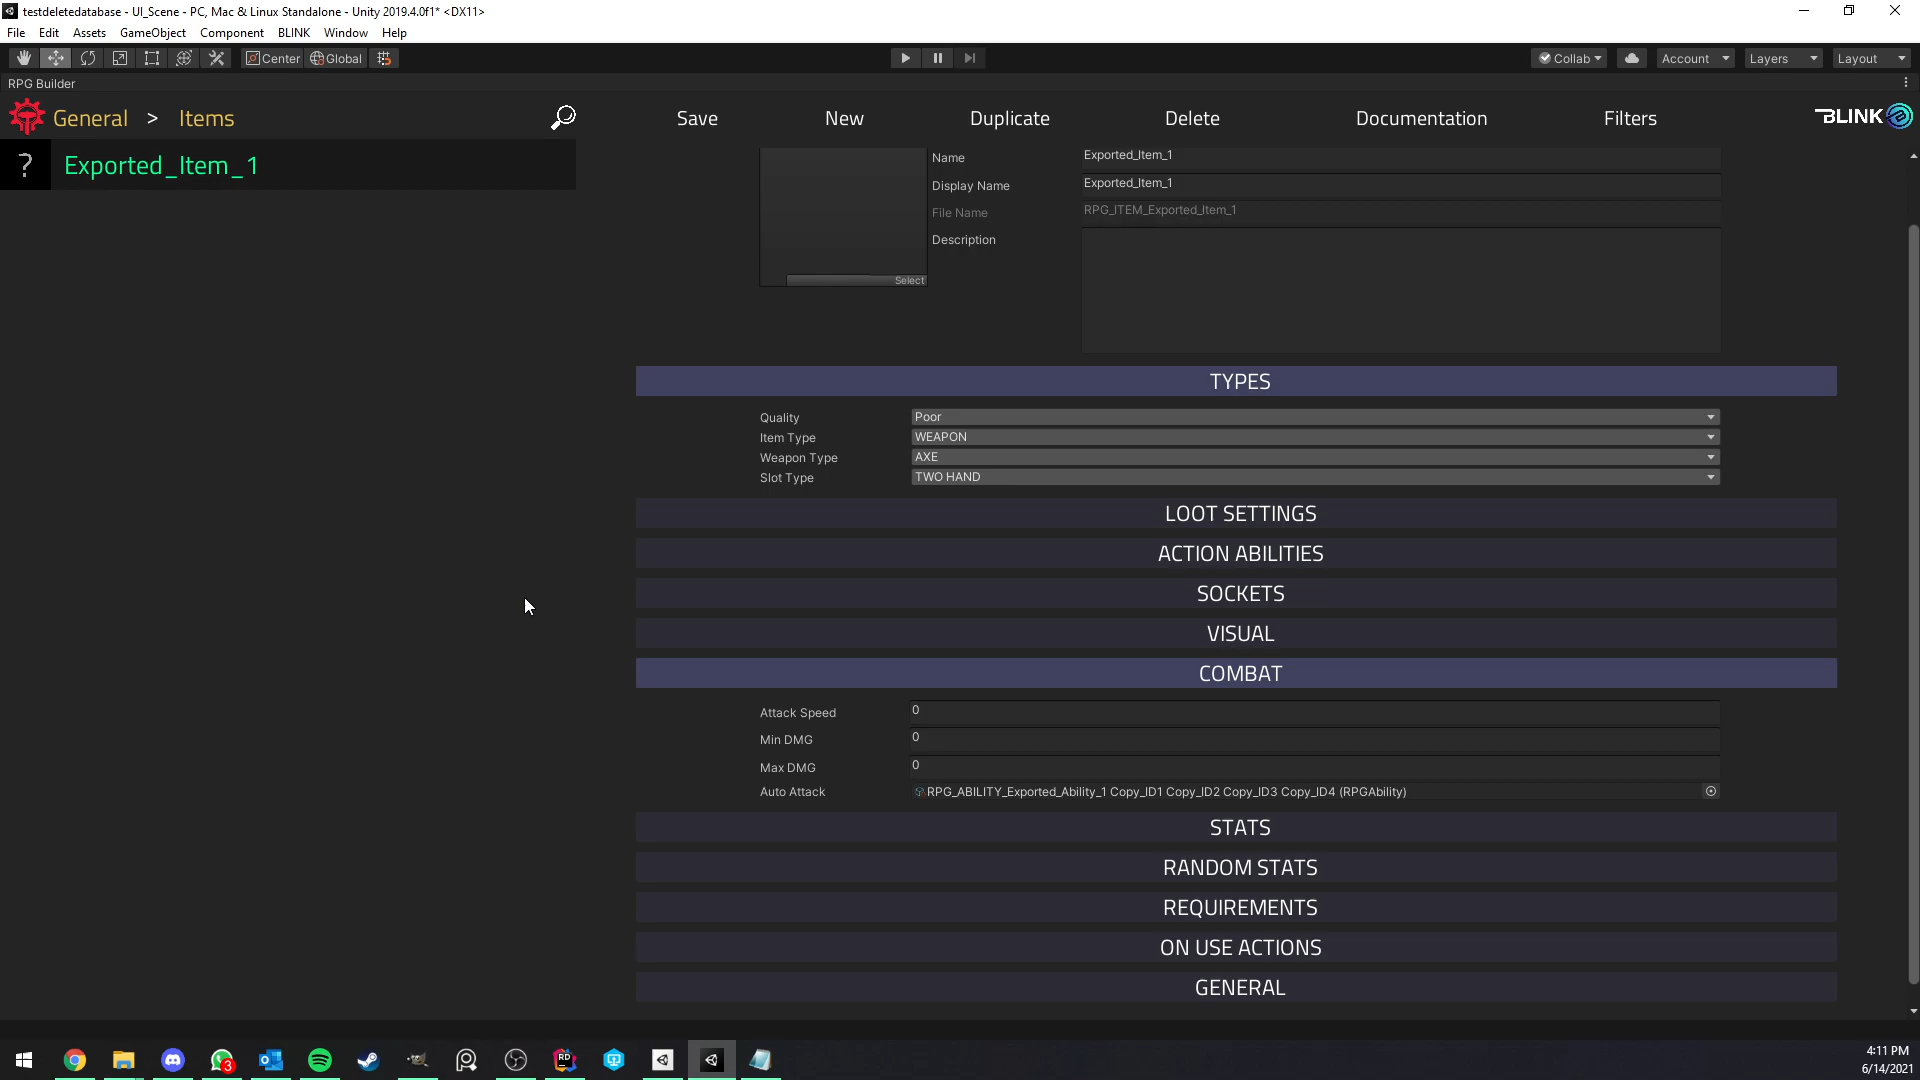 testdeletedatabase - UI_Scene - PC, Mac & Linux Standalone - Unity 2019.4.0f1* <DX11>
File Edit Assets GameObject Component BLINK Window Help
Center Global Collab Account Layers Layout
RPG Builder
General > Items Save New Duplicate Delete Documentation Filters BLINK
? Exported_Item_1
Name Exported_Item_1
Display Name Exported_Item_1
File Name RPG_ITEM_Exported_Item_1
Description
Select
TYPES
Quality Poor
Item Type WEAPON
Weapon Type AXE
Slot Type TWO HAND
LOOT SETTINGS
ACTION ABILITIES
SOCKETS
VISUAL
COMBAT
Attack Speed 0
Min DMG 0
Max DMG 0
Auto Attack RPG_ABILITY_Exported_Ability_1 Copy_ID1 Copy_ID2 Copy_ID3 Copy_ID4 (RPGAbility)
STATS
RANDOM STATS
REQUIREMENTS
ON USE ACTIONS
GENERAL
3 RD 4:11 PM
6/14/2021